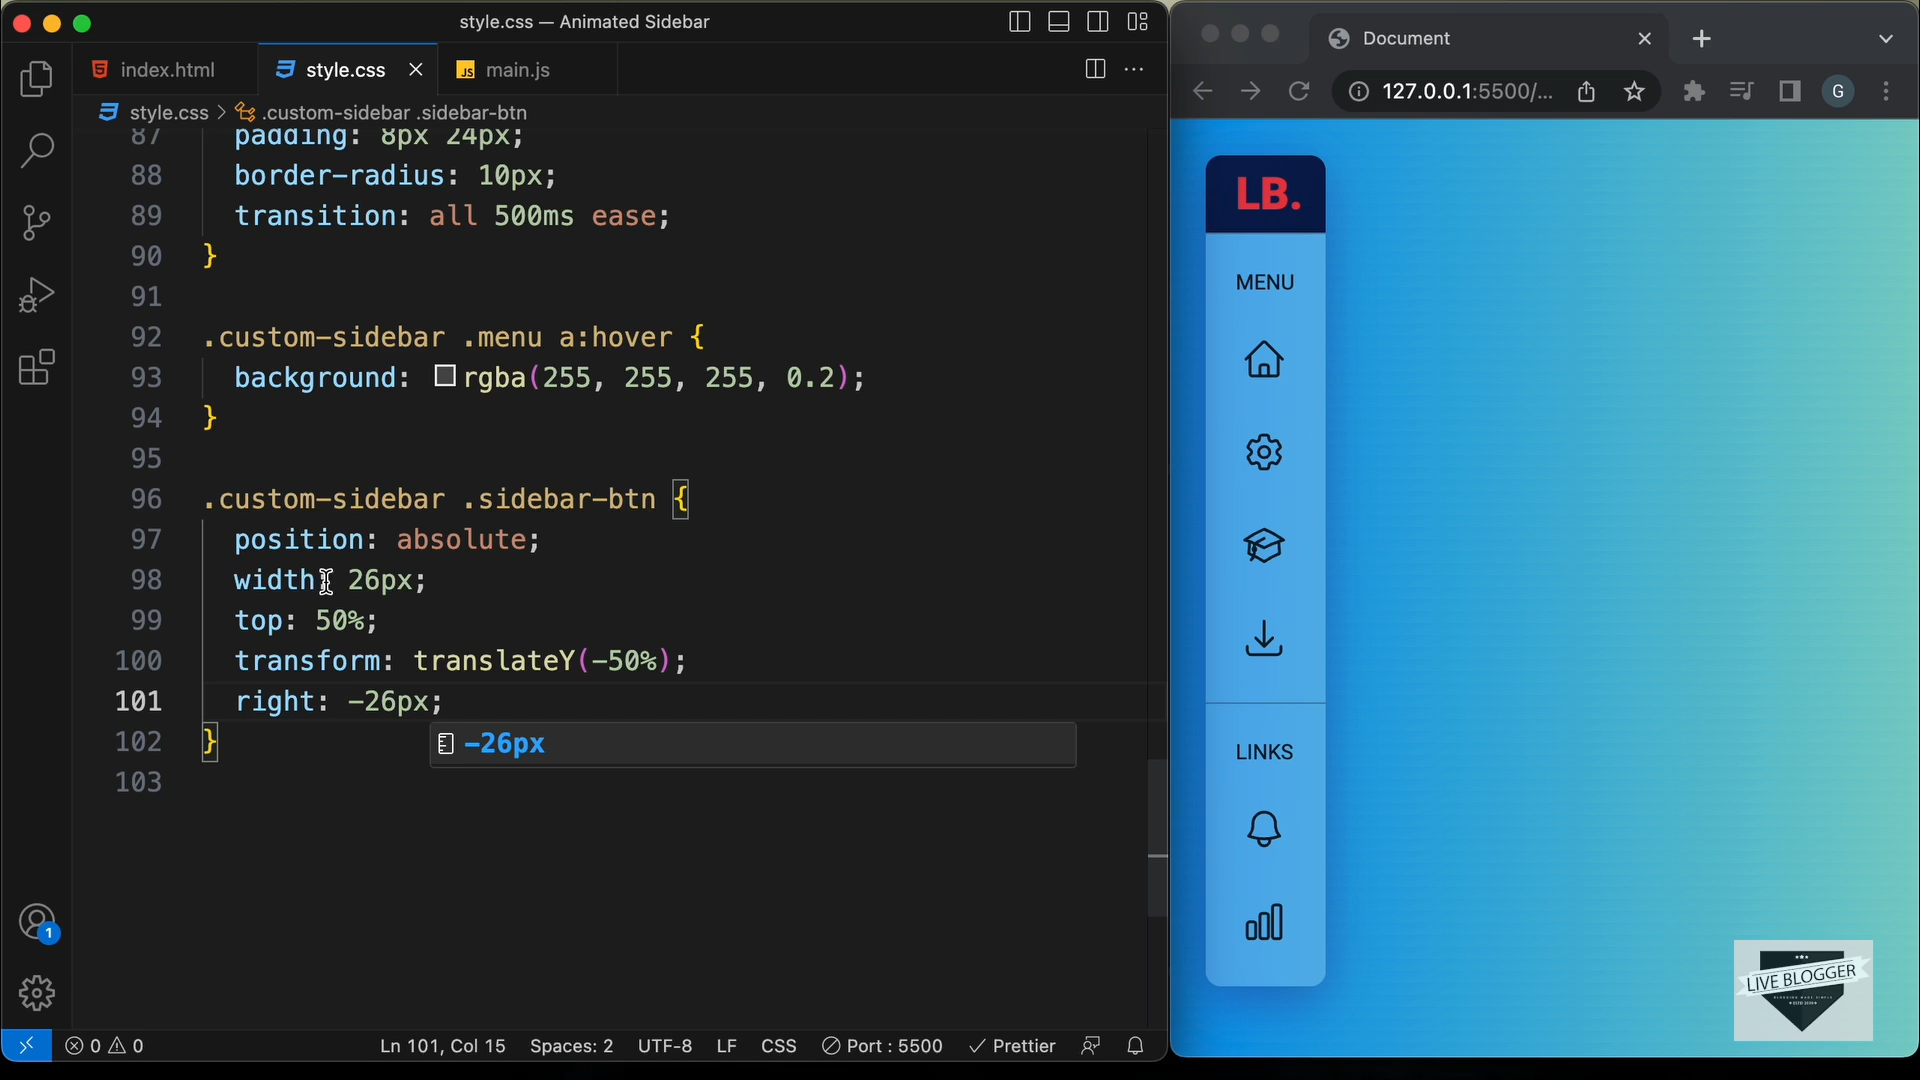 style.css — Animated Sidebar
index.html
style.css
JS main.js
style.css > .custom-sidebar .sidebar-btn
87 padding: 8px 24px;
88 border-radius: 10px;
89 transition: all 500ms ease;
90 }
91
92 .custom-sidebar .menu a:hover {
93 background: rgba(255, 255, 255, 0.2);
94 }
95
96 .custom-sidebar .sidebar-btn {
97 position: absolute;
98 width: 26px;
99 top: 50%;
100 transform: translateY(-50%);
101 right: -26px;
102 }
-26px
103
1
0 0
Ln 101, Col 15
Spaces: 2
UTF-8
LF
CSS
Port : 5500
Prettier
Document
127.0.0.1:5500/...
G
LB.
MENU
LINKS
LIVE BLOGGER